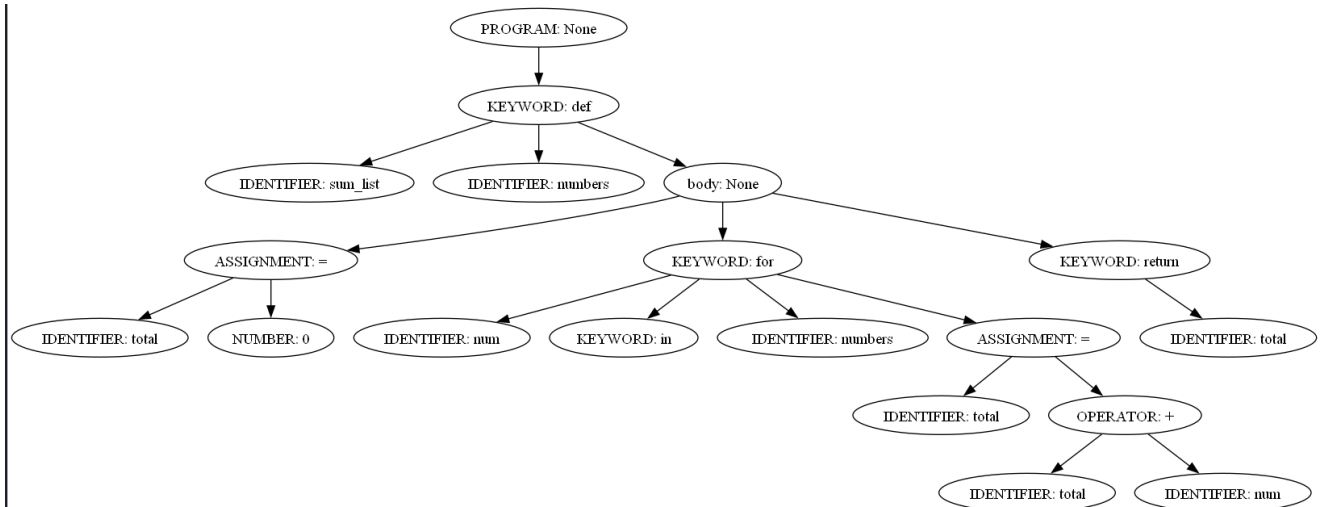 PROGRAM: None
KEYWORD: def
IDENTIFIER: sum_list
IDENTIFIER: numbers
body: None
ASSIGNMENT: =
KEYWORD: for
KEYWORD: return
IDENTIFIER: total
NUMBER: 0
IDENTIFIER: num
KEYWORD: in
IDENTIFIER: numbers
ASSIGNMENT: =
IDENTIFIER: total
IDENTIFIER: total
OPERATOR: +
IDENTIFIER: total
IDENTIFIER: num